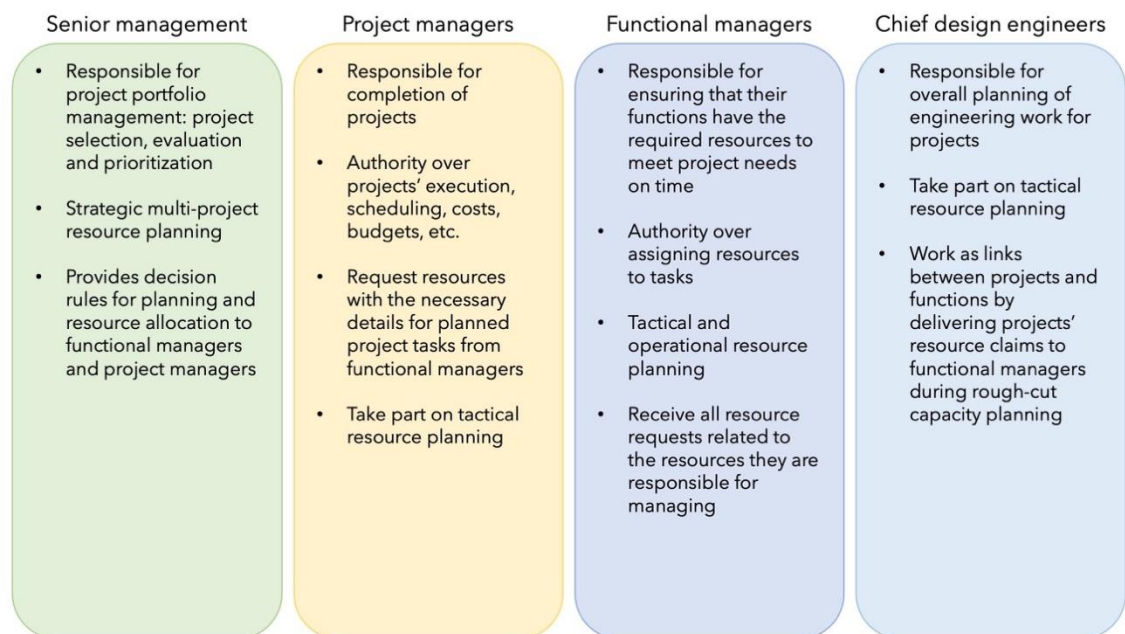 Senior management
• Responsible for
project portfolio
management: project
selection, evaluation
and prioritization
• Strategic multi-project
resource planning
• Provides decision
rules for planning and
resource allocation to
functional managers
and project managers
Project managers
• Responsible for
completion of
projects
• Authority over
projects’ execution,
scheduling, costs,
budgets, etc.
• Request resources
with the necessary
details for planned
project tasks from
functional managers
• Take part on tactical
resource planning
Functional managers
• Responsible for
ensuring that their
functions have the
required resources to
meet project needs
on time
• Authority over
assigning resources
to tasks
• Tactical and
operational resource
planning
• Receive all resource
requests related to
the resources they are
responsible for
managing
Chief design engineers
• Responsible for
overall planning of
engineering work for
projects
• Take part on tactical
resource planning
• Work as links
between projects and
functions by
delivering projects’
resource claims to
functional managers
during rough-cut
capacity planning